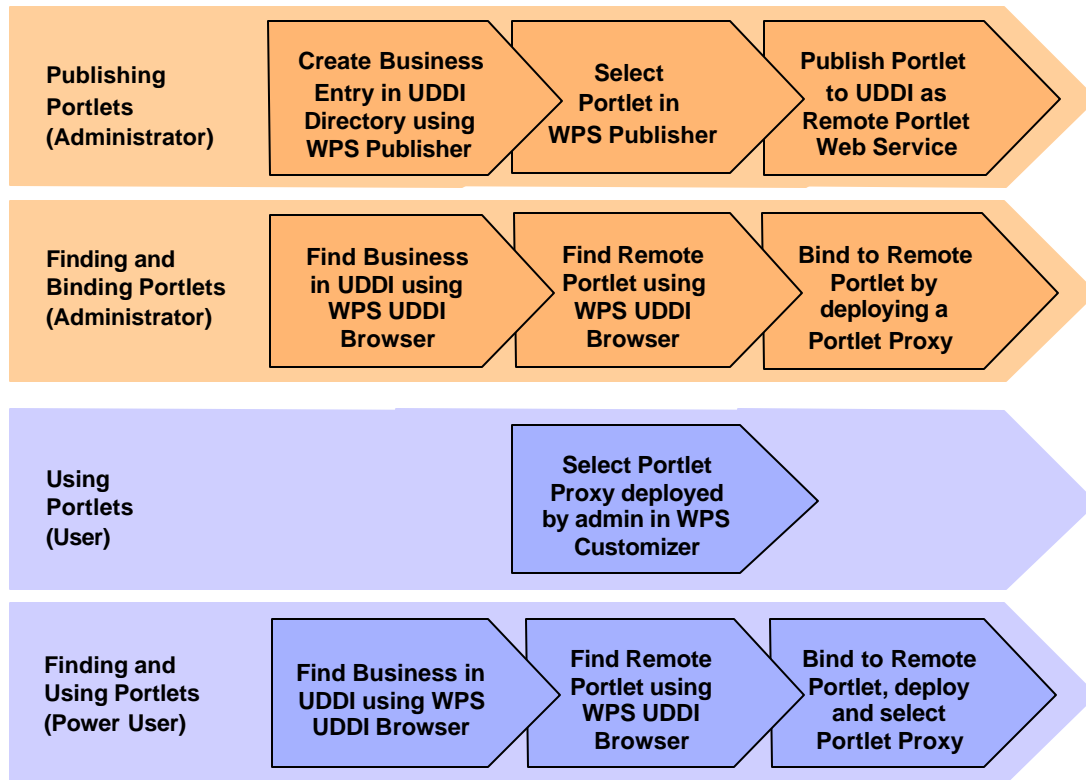 Publishing
Portlets
(Administrator)
Create Business
Entry in UDDI
Directory using
WPS Publisher
Select
Portlet in
WPS Publisher
Publish Portlet
to UDDI as
Remote Portlet
Web Service
Finding and
Binding Portlets
(Administrator)
Find Business
in UDDI using
WPS UDDI
Browser
Find Remote
Portlet using
WPS UDDI
Browser
Bind to Remote
Portlet by
deploying a
Portlet Proxy
Using
Portlets
(User)
Select Portlet
Proxy deployed
by admin in WPS
Customizer
Finding and
Using Portlets
(Power User)
Find Business in
UDDI using WPS
UDDI Browser
Find Remote
Portlet using
WPS UDDI
Browser
Bind to Remote
Portlet, deploy
and select
Portlet Proxy